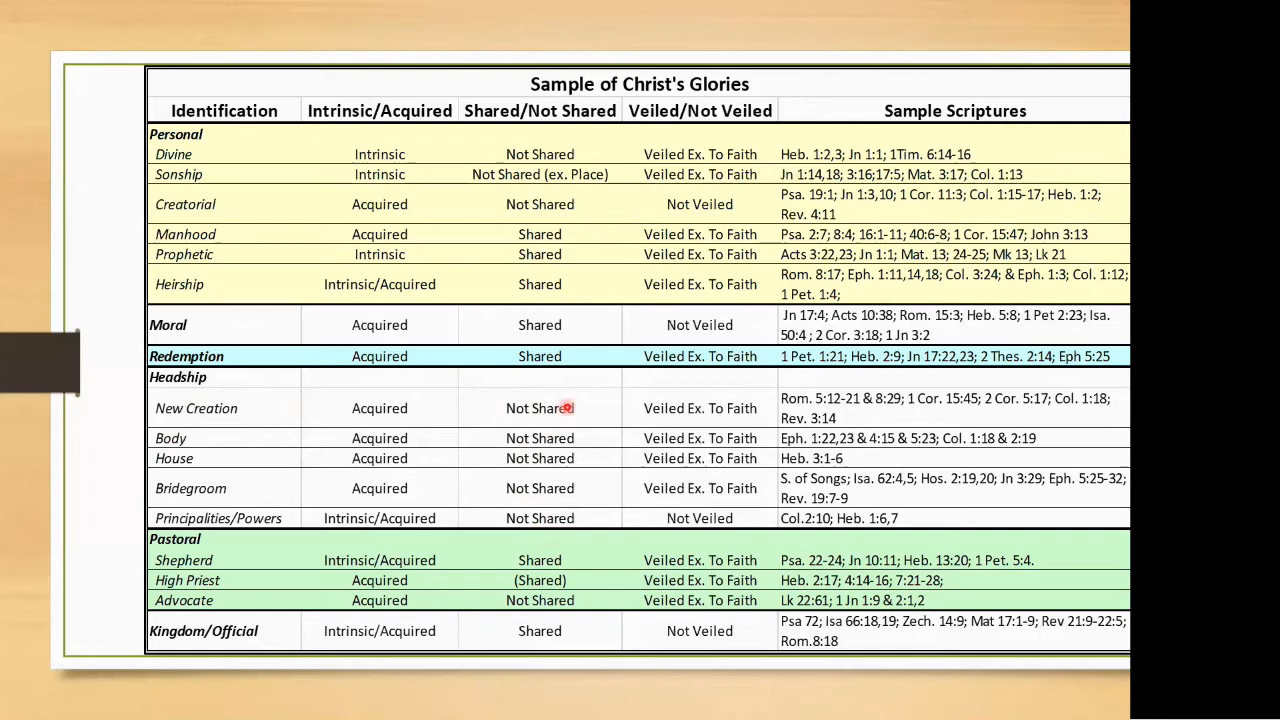 Sample of Christ's Glories
Identification Intrinsic/Acquired Shared/Not Shared Veiled/Not Veiled Sample Scriptures
Personal
Divine Intrinsic Not Shared Veiled Ex. To Faith Heb. 1:2,3; Jn 1:1; 1Tim. 6:14-16
Sonship Intrinsic Not Shared (ex. Place) Veiled Ex. To Faith Jn 1:14,18; 3:16;17:5; Mat. 3:17; Col. 1:13
Creatorial Acquired Not Shared Not Veiled Psa. 19:1; Jn 1:3,10; 1 Cor. 11:3; Col. 1:15-17; Heb. 1:2;
Rev. 4:11
Manhood Acquired Shared Veiled Ex. To Faith Psa. 2:7; 8:4; 16:1-11; 40:6-8; 1 Cor. 15:47; John 3:13
Prophetic Intrinsic Shared Veiled Ex. To Faith Acts 3:22,23; Jn 1:1; Mat. 13; 24-25; Mk 13; Lk 21
Heirship Intrinsic/Acquired Shared Veiled Ex. To Faith Rom. 8:17; Eph. 1:11,14,18; Col. 3:24; & Eph. 1:3; Col. 1:12;
1 Pet. 1:4;
Moral Acquired Shared Not Veiled Jn 17:4; Acts 10:38; Rom. 15:3; Heb. 5:8; 1 Pet 2:23; Isa.
50:4 ; 2 Cor. 3:18; 1 Jn 3:2
Redemption Acquired Shared Veiled Ex. To Faith 1 Pet. 1:21; Heb. 2:9; Jn 17:22,23; 2 Thes. 2:14; Eph 5:25
Headship
New Creation Acquired Not Shared Veiled Ex. To Faith Rom. 5:12-21 & 8:29; 1 Cor. 15:45; 2 Cor. 5:17; Col. 1:18;
Rev. 3:14
Body Acquired Not Shared Veiled Ex. To Faith Eph. 1:22,23 & 4:15 & 5:23; Col. 1:18 & 2:19
House Acquired Not Shared Veiled Ex. To Faith Heb. 3:1-6
Bridegroom Acquired Not Shared Veiled Ex. To Faith S. of Songs; Isa. 62:4,5; Hos. 2:19,20; Jn 3:29; Eph. 5:25-32;
Rev. 19:7-9
Principalities/Powers Intrinsic/Acquired Not Shared Not Veiled Col.2:10; Heb. 1:6,7
Pastoral
Shepherd Intrinsic/Acquired Shared Veiled Ex. To Faith Psa. 22-24; Jn 10:11; Heb. 13:20; 1 Pet. 5:4.
High Priest Acquired (Shared) Veiled Ex. To Faith Heb. 2:17; 4:14-16; 7:21-28;
Advocate Acquired Not Shared Veiled Ex. To Faith Lk 22:61; 1 Jn 1:9 & 2:1,2
Kingdom/Official Intrinsic/Acquired Shared Not Veiled Psa 72; Isa 66:18,19; Zech. 14:9; Mat 17:1-9; Rev 21:9-22:5;
Rom.8:18